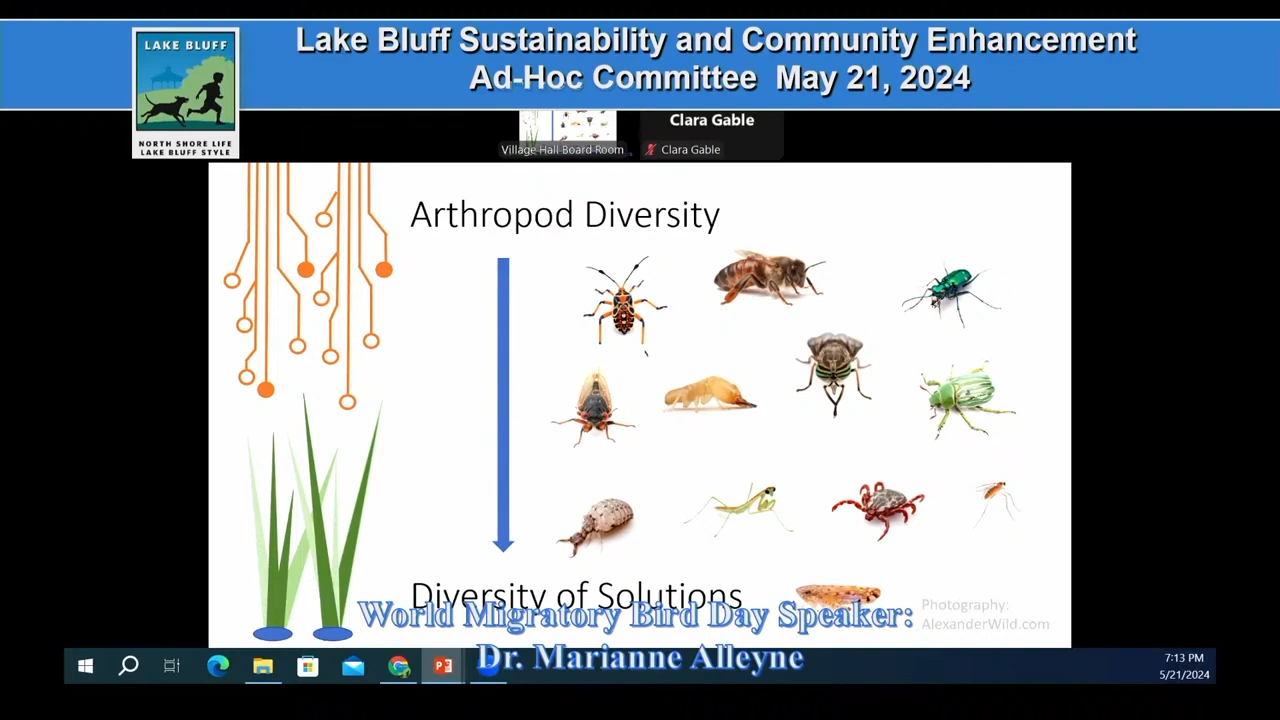 LAKE BLUFF
NORTH SHORE LIFE
LAKE BLUFF STYLE
Lake Bluff Sustainability and Community Enhancement
Ad-Hoc Committee May 21, 2024
Clara Gable
Village Hall Board Room
Clara Gable
Arthropod Diversity
Diversity of Solutions
Photography:
AlexanderWild.com
World Migratory Bird Day Speaker:
Dr. Marianne Alleyne
7:13 PM
5/21/2024